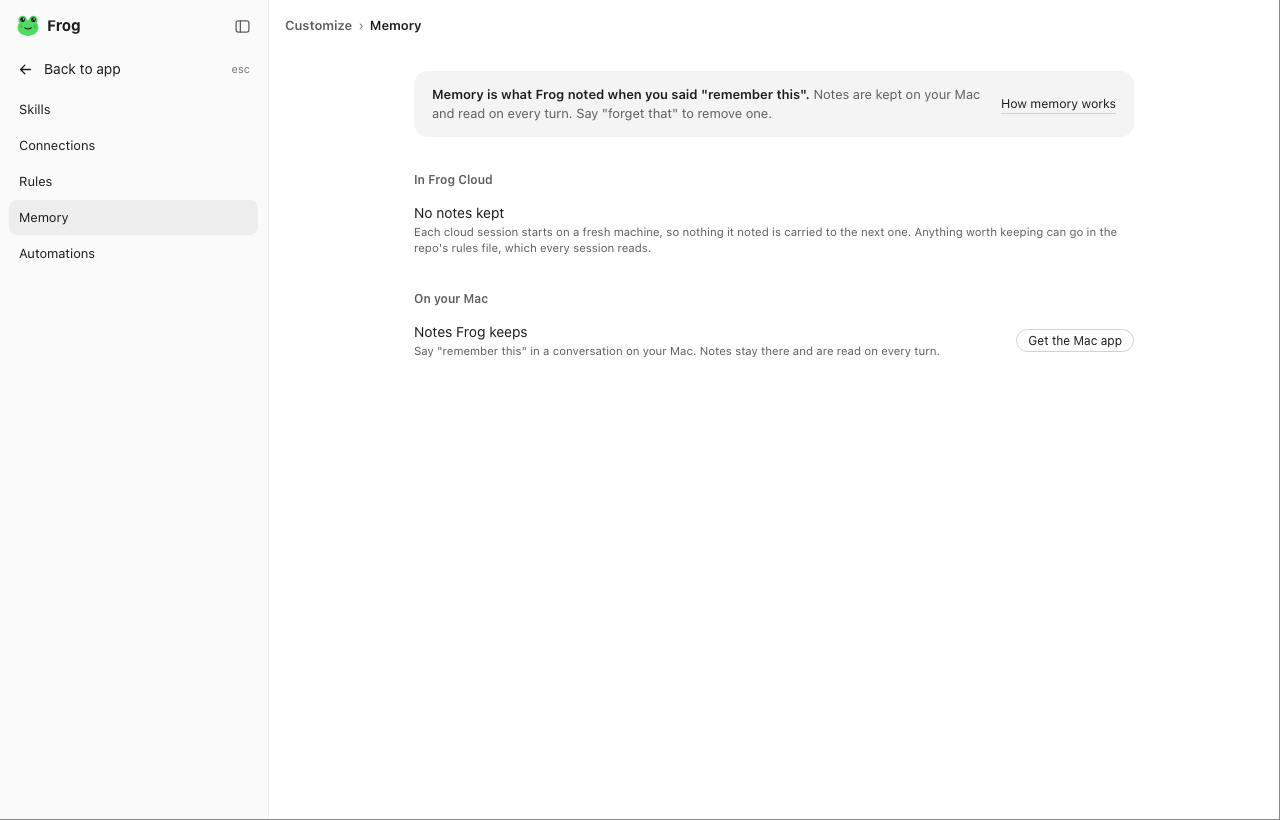 Frog
Back to app
esc
Skills
Connections
Rules
Memory
Automations
Customize › Memory
Memory is what Frog noted when you said "remember this". Notes are kept on your Mac
and read on every turn. Say "forget that" to remove one.
How memory works
In Frog Cloud
No notes kept
Each cloud session starts on a fresh machine, so nothing it noted is carried to the next one. Anything worth keeping can go in the
repo's rules file, which every session reads.
On your Mac
Notes Frog keeps
Say "remember this" in a conversation on your Mac. Notes stay there and are read on every turn.
Get the Mac app